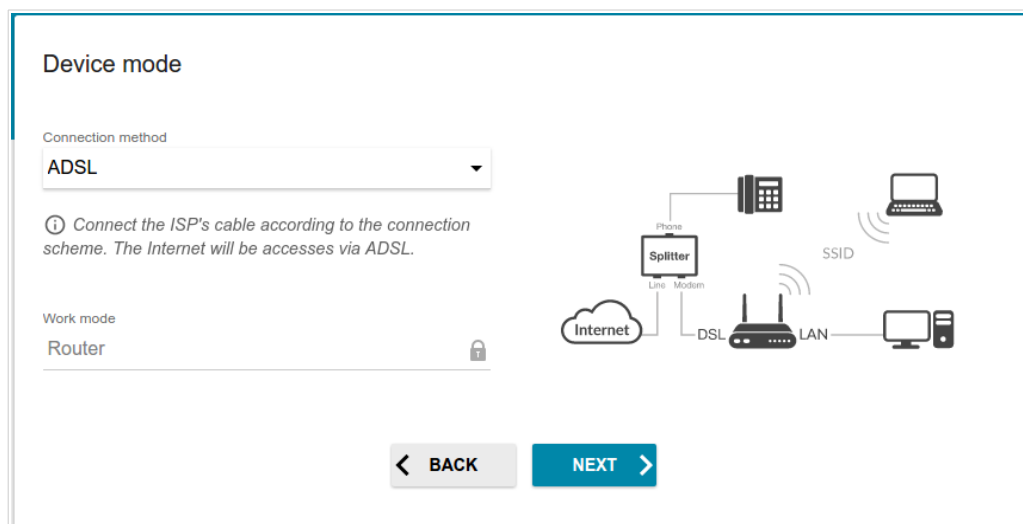 Device mode
Connection method
ADSL
Connect the ISP's cable according to the connection
scheme. The Internet will be accesses via ADSL.
Work mode
Router
Phone
Splitter
Line Modem
SSID
Internet
DSL
LAN
BACK
NEXT